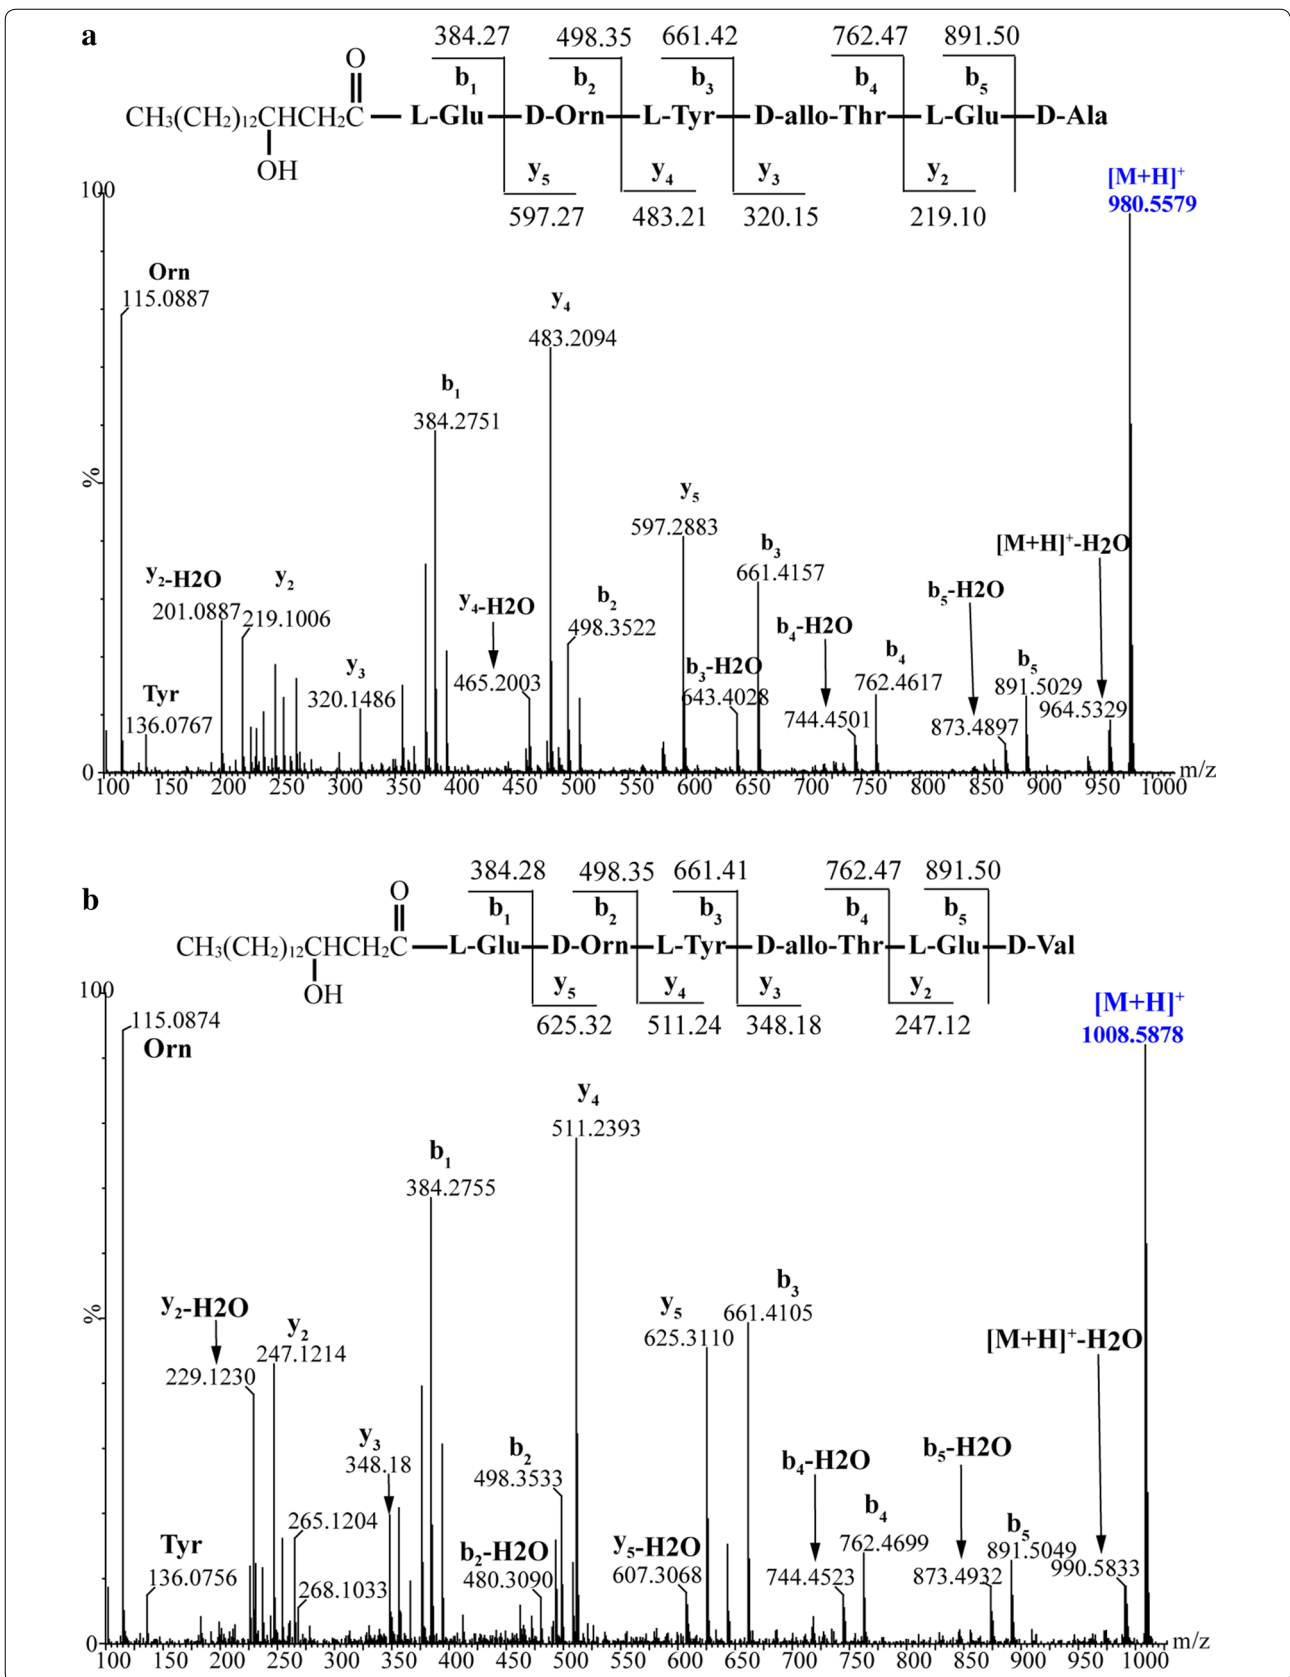 a
384.27 498.35 661.42 762.47 891.50
b1 b2 b3 b4 b5
O
CH3(CH2)12CHCH2C L-Glu D-Orn L-Tyr D-allo-Thr L-Glu D-Ala
OH
y5 y4 y3 y2
597.27 483.21 320.15 219.10
[M+H]+
980.5579
100
Orn
115.0887
y4
483.2094
b1
384.2751
%
y5
597.2883
b3
661.4157
[M+H]+-H2O
y2-H2O
201.0887
y2
219.1006
y4-H2O
465.2003
b2
498.3522
b5-H2O
b4-H2O
b3-H2O
643.4028
Tyr
136.0767
y3
320.1486
744.4501
b4
762.4617
873.4897
b5
891.5029
964.5329
0
100 150 200 250 300 350 400 450 500 550 600 650 700 750 800 850 900 950 1000 m/z
b
384.28 498.35 661.41 762.47 891.50
b1 b2 b3 b4 b5
O
CH3(CH2)12CHCH2C L-Glu D-Orn L-Tyr D-allo-Thr L-Glu D-Val
OH
y5 y4 y3 y2
625.32 511.24 348.18 247.12
[M+H]+
1008.5878
100
115.0874
Orn
y4
511.2393
b1
384.2755
%
y2-H2O
229.1230
y2
247.1214
y5
625.3110
b3
661.4105
[M+H]+-H2O
y3
348.18
b2
498.3533
b4-H2O
b5-H2O
265.1204
Tyr
136.0756
268.1033
b2-H2O
480.3090
y5-H2O
607.3068
744.4523
b4
762.4699
873.4932
b5
891.5049
990.5833
0
100 150 200 250 300 350 400 450 500 550 600 650 700 750 800 850 900 950 1000 m/z